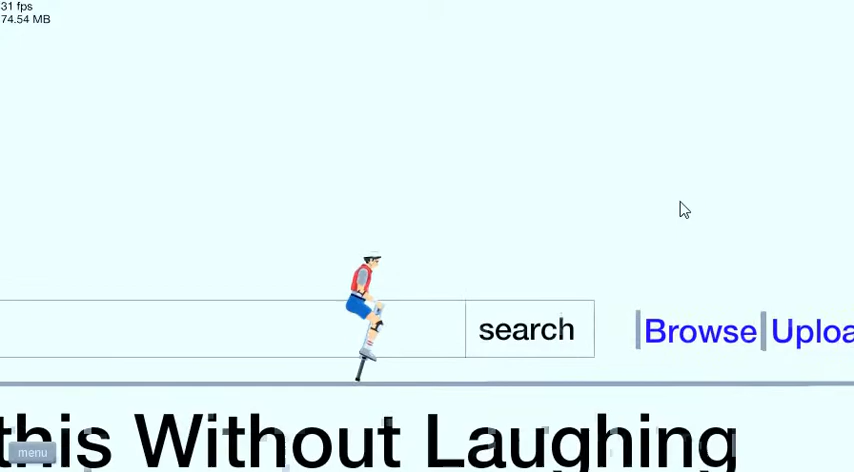 31 fps
74.54 MB
search
Browse
Uploa
this Without Laughing
menu